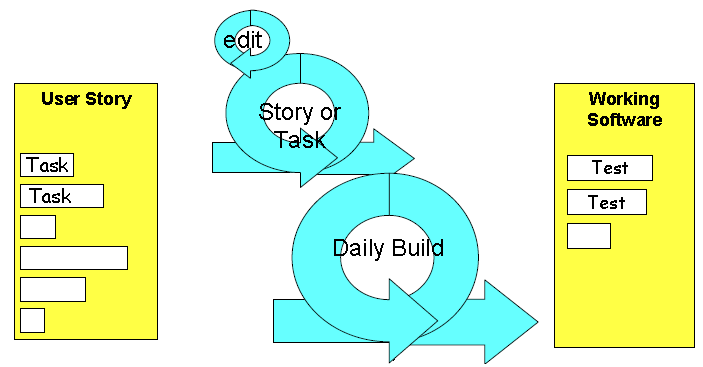 User Story
Task
Task
edit
Story or
Task
Daily Build
Working
Software
Test
Test